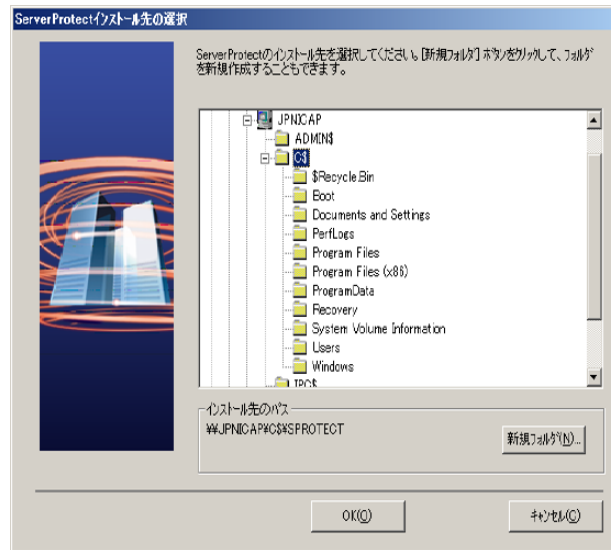 ServerProtectインストール先の選択
ServerProtectのインストール先を選択してください。[新規フォルダ] ボタンをクリックして、フォルダ
を新規作成することもできます。
JPNICAP
ADMIN$
C$
$Recycle.Bin
Boot
Documents and Settings
PerfLogs
Program Files
Program Files (x86)
ProgramData
Recovery
System Volume Information
Users
Windows
IPC$
インストール先のパス
¥¥JPNICAP¥C$¥SPROTECT
新規フォルダ(N)...
OK(O)
キャンセル(C)